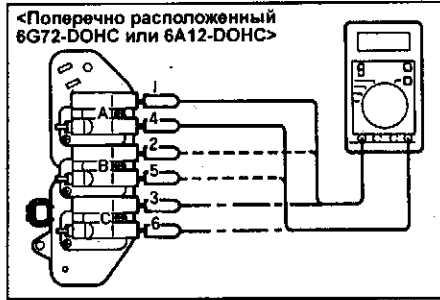 <Поперечно расположенный
6G72-DOHC или 6A12-DOHC>
1
A
4
2
B
5
3
C
6